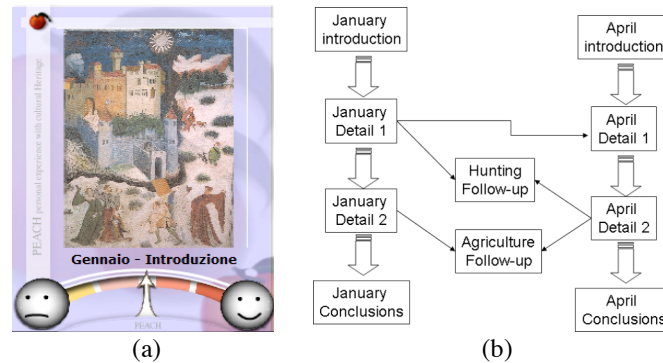 PEACH personal experience with cultural Heritage
Gennaio - Introduzione
PEACH
(a)
January
introduction
January
Detail 1
January
Detail 2
January
Conclusions
Hunting
Follow-up
Agriculture
Follow-up
April
introduction
April
Detail 1
April
Detail 2
April
Conclusions
(b)